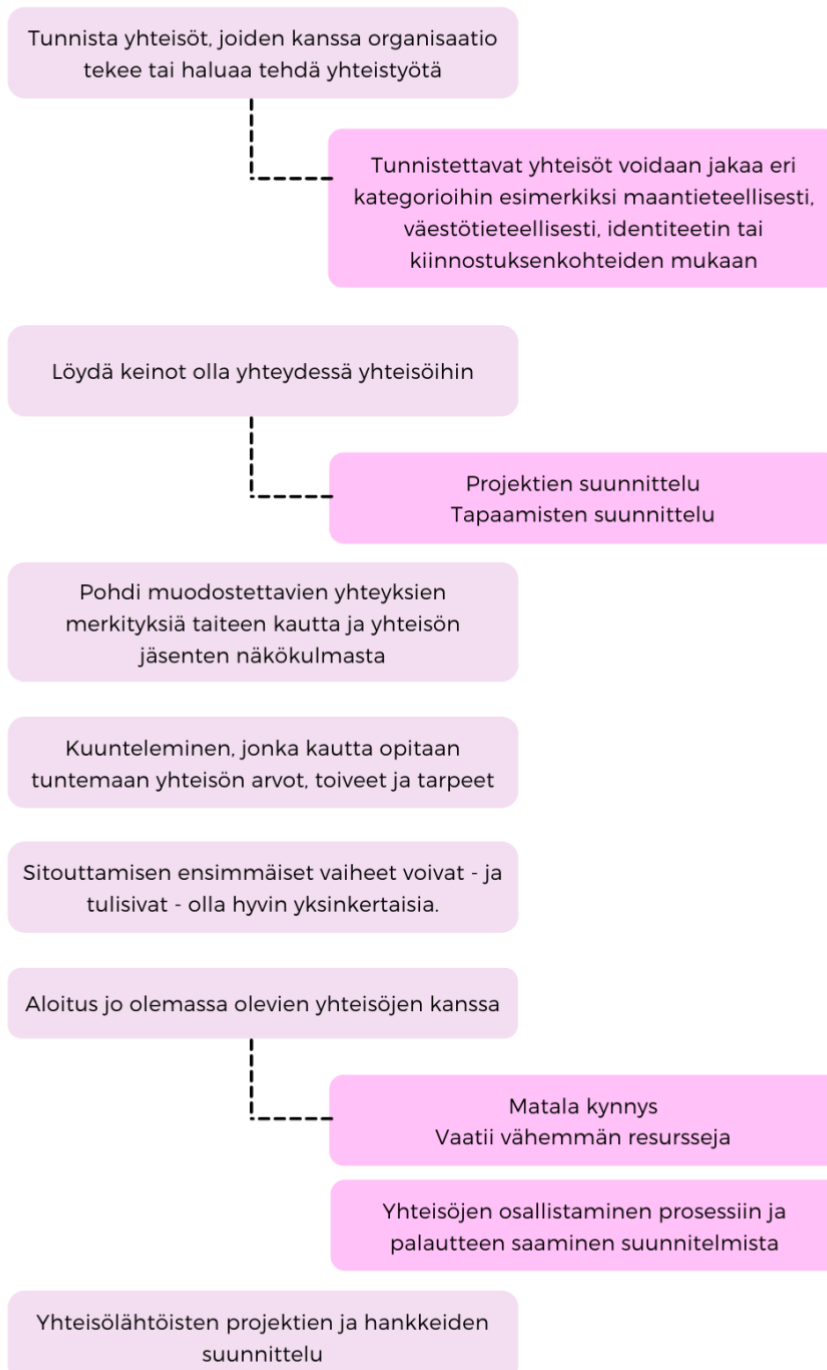 Tunnista yhteisöt, joiden kanssa organisaatio
tekee tai haluaa tehdä yhteistyötä
Tunnistettavat yhteisöt voidaan jakaa eri
kategorioihin esimerkiksi maantieteellisesti,
väestötieteellisesti, identiteetin tai
kiinnostuksenkohteiden mukaan
Löydä keinot olla yhteydessä yhteisöihin
Projektien suunnittelu
Tapaamisten suunnittelu
Pohdi muodostettavien yhteyksien
merkityksiä taiteen kautta ja yhteisön
jäsenten näkökulmasta
Kuunteleminen, jonka kautta opitaan
tuntemaan yhteisön arvot, toiveet ja tarpeet
Sitouttamisen ensimmäiset vaiheet voivat - ja
tulisivat - olla hyvin yksinkertaisia.
Aloitus jo olemassa olevien yhteisöjen kanssa
Matala kynnys
Vaatii vähemmän resursseja
Yhteisöjen osallistaminen prosessiin ja
palautteen saaminen suunnitelmista
Yhteisölähtöisten projektien ja hankkeiden
suunnittelu